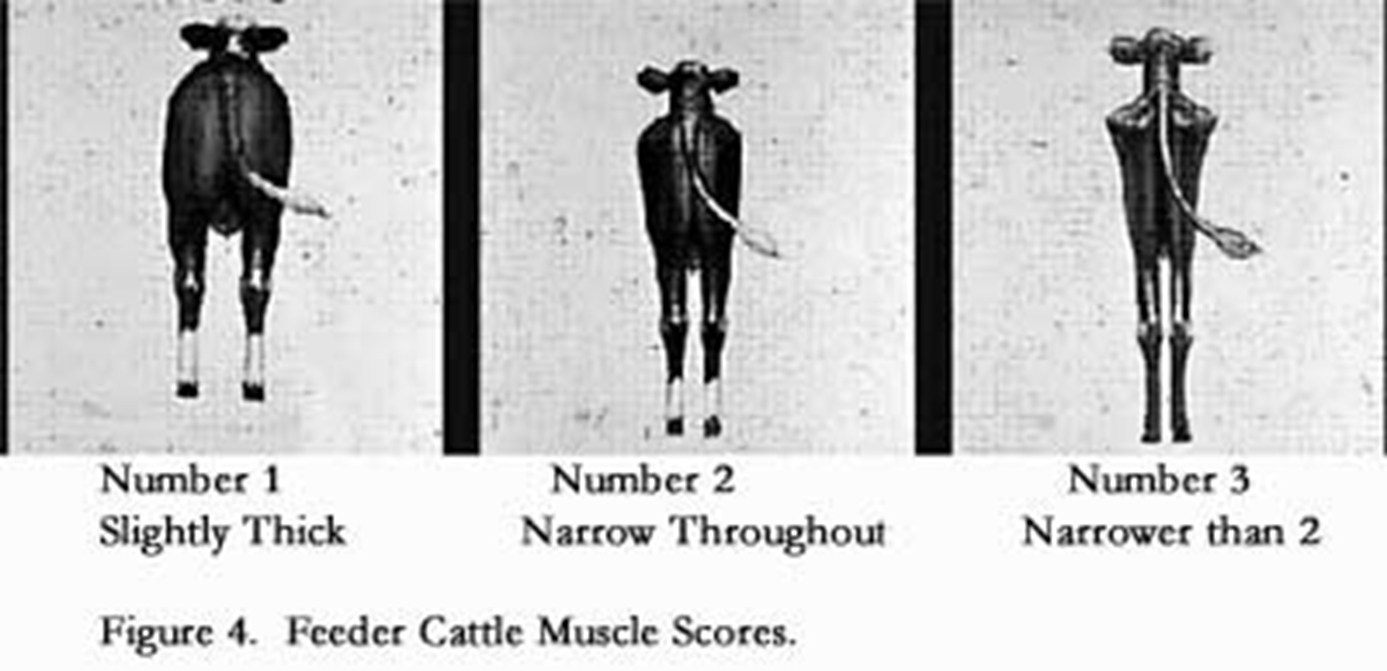 Number 1
Slightly Thick
Number 2
Narrow Throughout
Number 3
Narrower than 2
Figure 4. Feeder Cattle Muscle Scores.